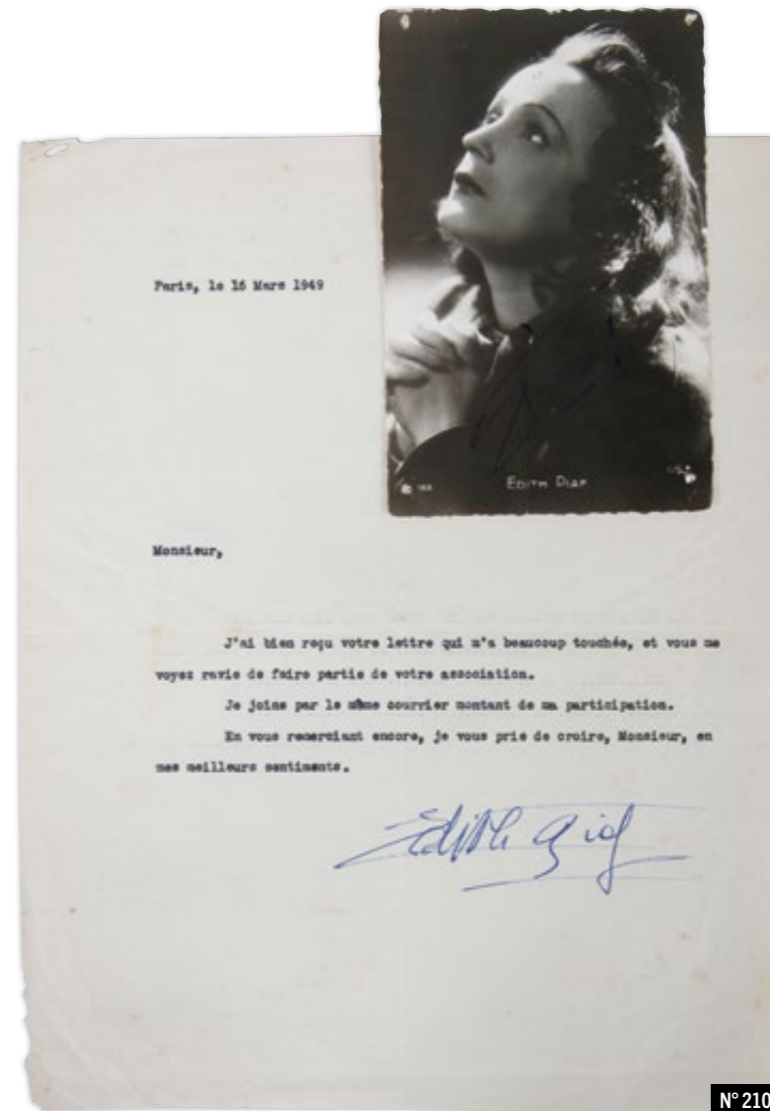 Paris, le 16 Mars 1949
EDITH PIAF
Monsieur,
J'ai bien reçu votre lettre qui m'a beaucoup touchée, et vous me
voyez ravie de faire partie de votre association.
Je joins par le même courrier montant de ma participation.
En vous remerciant encore, je vous prie de croire, Monsieur, en
mes meilleurs sentiments.
Edith Piaf
N° 210